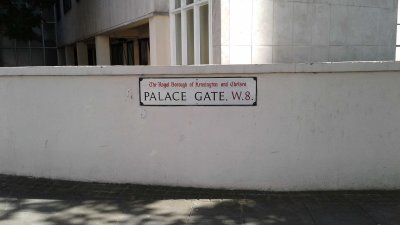 The Royal Borough of Kensington and Chelsea
PALACE GATE, W.8.